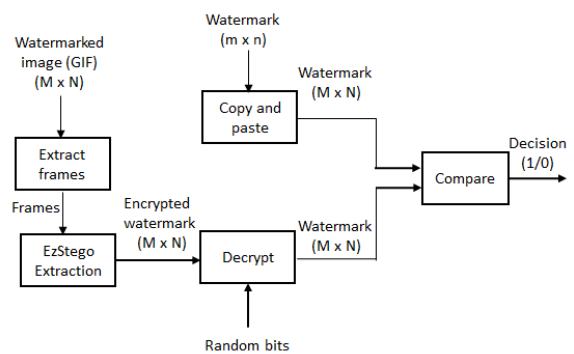 Watermark
(m x n)
Watermarked
image (GIF)
(M x N)
Watermark
(M x N)
Copy and
paste
Extract
frames
Decision
(1/0)
Compare
Frames
Encrypted
watermark
(M x N)
Watermark
(M x N)
EzStego
Extraction
Decrypt
Random bits